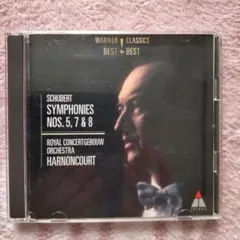 WARNER CLASSICS
BEST + BEST
SCHUBERT
SYMPHONIES
NOS. 5, 7 & 8
ROYAL CONCERTGEBOUW
ORCHESTRA
HARNONCOURT